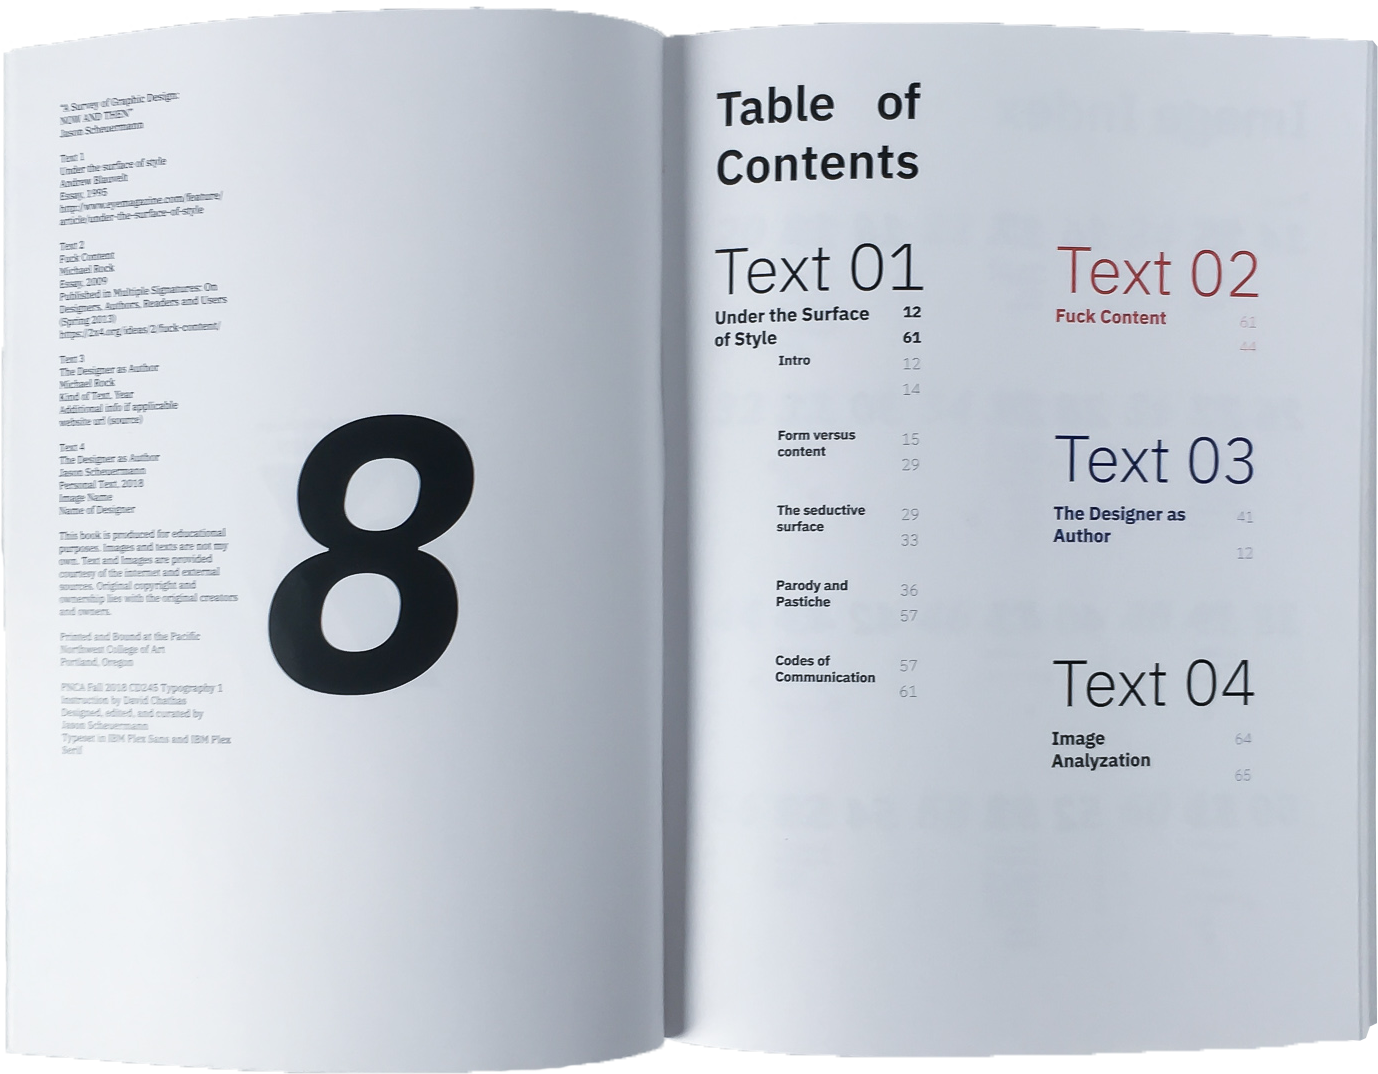 "A Survey of Graphic Design:
NOW AND THEN"
Jason Scheuermann
Text 1
Under the surface of style
Andrew Blauvelt
Essay, 1995
http://www.eyemagazine.com/feature/
article/under-the-surface-of-style
Text 2
Fuck Content
Michael Rock
Essay, 2009
Published in Multiple Signatures: On
Designers, Authors, Readers and Users
(Spring 2013)
https://2x4.org/ideas/2/fuck-content/
Text 3
The Designer as Author
Michael Rock
Kind of Text, Year
Additional info if applicable
website url (source)
Text 4
The Designer as Author
Jason Scheuermann
Personal Text, 2018
Image Name
Name of Designer
This book is produced for educational
purposes. Images and texts are not my
own. Text and Images are provided
courtesy of the internet and external
sources. Original copyright and
ownership lies with the original creators
and owners.
Printed and Bound at the Pacific
Northwest College of Art
Portland, Oregon
PNCA Fall 2018 CD245 Typography 1
Instruction by David Chathas
Designed, edited, and curated by
Jason Scheuermann
Typeset in IBM Plex Sans and IBM Plex
Serif
8
Table of
Contents
Text 01
Under the Surface 12
of Style 61
Intro 12
14
Form versus 15
content 29
The seductive 29
surface 33
Parody and 36
Pastiche 57
Codes of 57
Communication 61
Text 02
Fuck Content 61
44
Text 03
The Designer as 41
Author 12
Text 04
Image 64
Analyzation 65